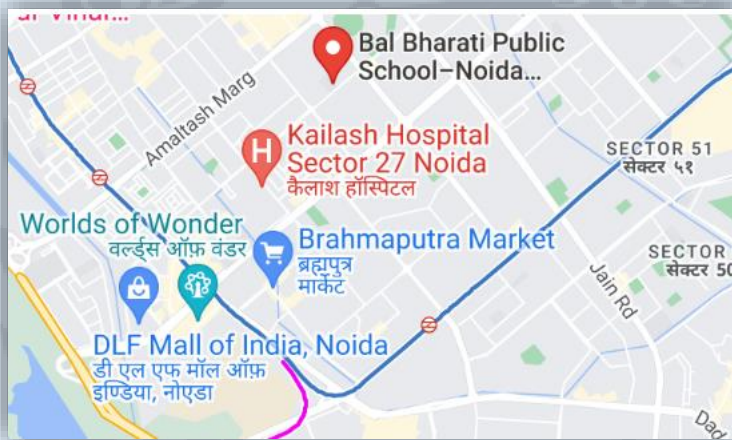 Bal Bharati Public
School–Noida...
Amaltash Marg
Kailash Hospital
Sector 27 Noida
कैलाश हॉस्पिटल
SECTOR 51
सेक्टर ५१
Worlds of Wonder
वर्ल्ड्स ऑफ़ वंडर
Brahmaputra Market
ब्रह्मपुत्र
मार्केट
SECTOR
सेक्टर 50
Jain Rd
DLF Mall of India, Noida
डी एल एफ मॉल ऑफ़
इण्डिया, नोएडा
Dad